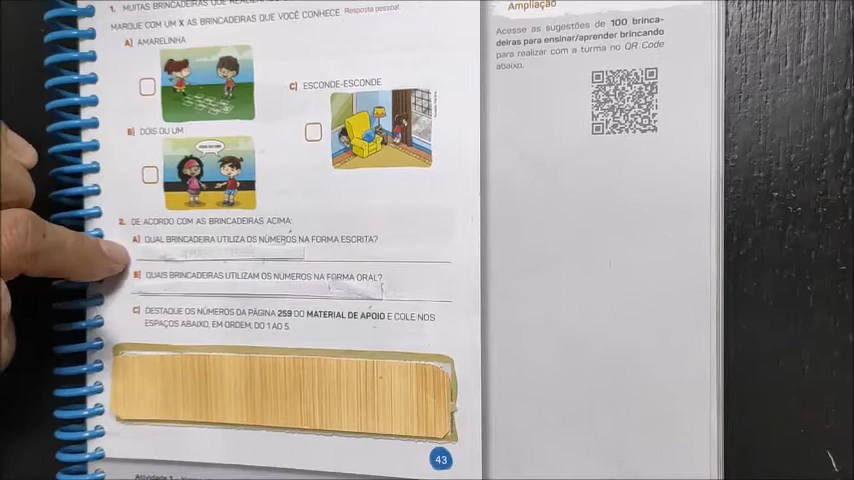 1. MUITAS BRINCADEIRAS QUE
MARQUE COM UM X AS BRINCADEIRAS QUE VOCÊ CONHECE. Resposta pessoal.
A) AMARELINHA
B) DOIS OU UM
C) ESCONDE-ESCONDE
2. DE ACORDO COM AS BRINCADEIRAS ACIMA:
A) QUAL BRINCADEIRA UTILIZA OS NÚMEROS NA FORMA ESCRITA?
B) QUAIS BRINCADEIRAS UTILIZAM OS NÚMEROS NA FORMA ORAL?
C) DESTAQUE OS NÚMEROS DA PÁGINA 259 DO MATERIAL DE APOIO E COLE NOS
ESPAÇOS ABAIXO, EM ORDEM, DO 1 AO 5.
43
Ampliação
Acesse as sugestões de 100 brinca-
deiras para ensinar/aprender brincando
para realizar com a turma no QR Code
abaixo.